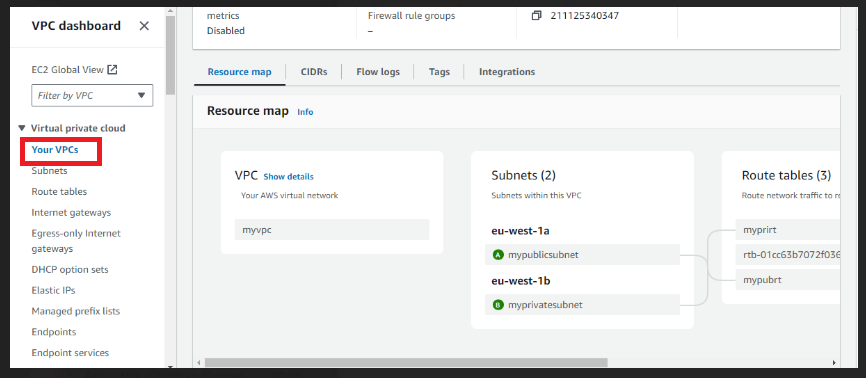 VPC dashboard
EC2 Global View
Filter by VPC
Virtual private cloud
Your VPCs
Subnets
Route tables
Internet gateways
Egress-only Internet
gateways
DHCP option sets
Elastic IPs
Managed prefix lists
Endpoints
Endpoint services
metrics
Disabled
Firewall rule groups
–
211125340347
Resource map
CIDRs
Flow logs
Tags
Integrations
Resource map Info
VPC Show details
Your AWS virtual network
myvpc
Subnets (2)
Subnets within this VPC
eu-west-1a
A mypublicsubnet
eu-west-1b
B myprivatesubnet
Route tables (3)
Route network traffic to re
myprirt
rtb-01cc63b7072f036
mypubrt